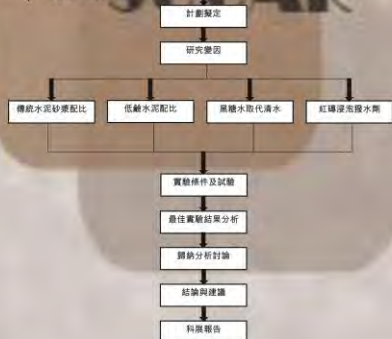 計劃擬定
研究變因
傳統水泥砂漿配比 低鹼水泥配比 黑糖水取代清水 紅磚浸泡撥水劑
實驗條件及試驗
最佳實驗結果分析
歸納分析討論
結論與建議
科展報告